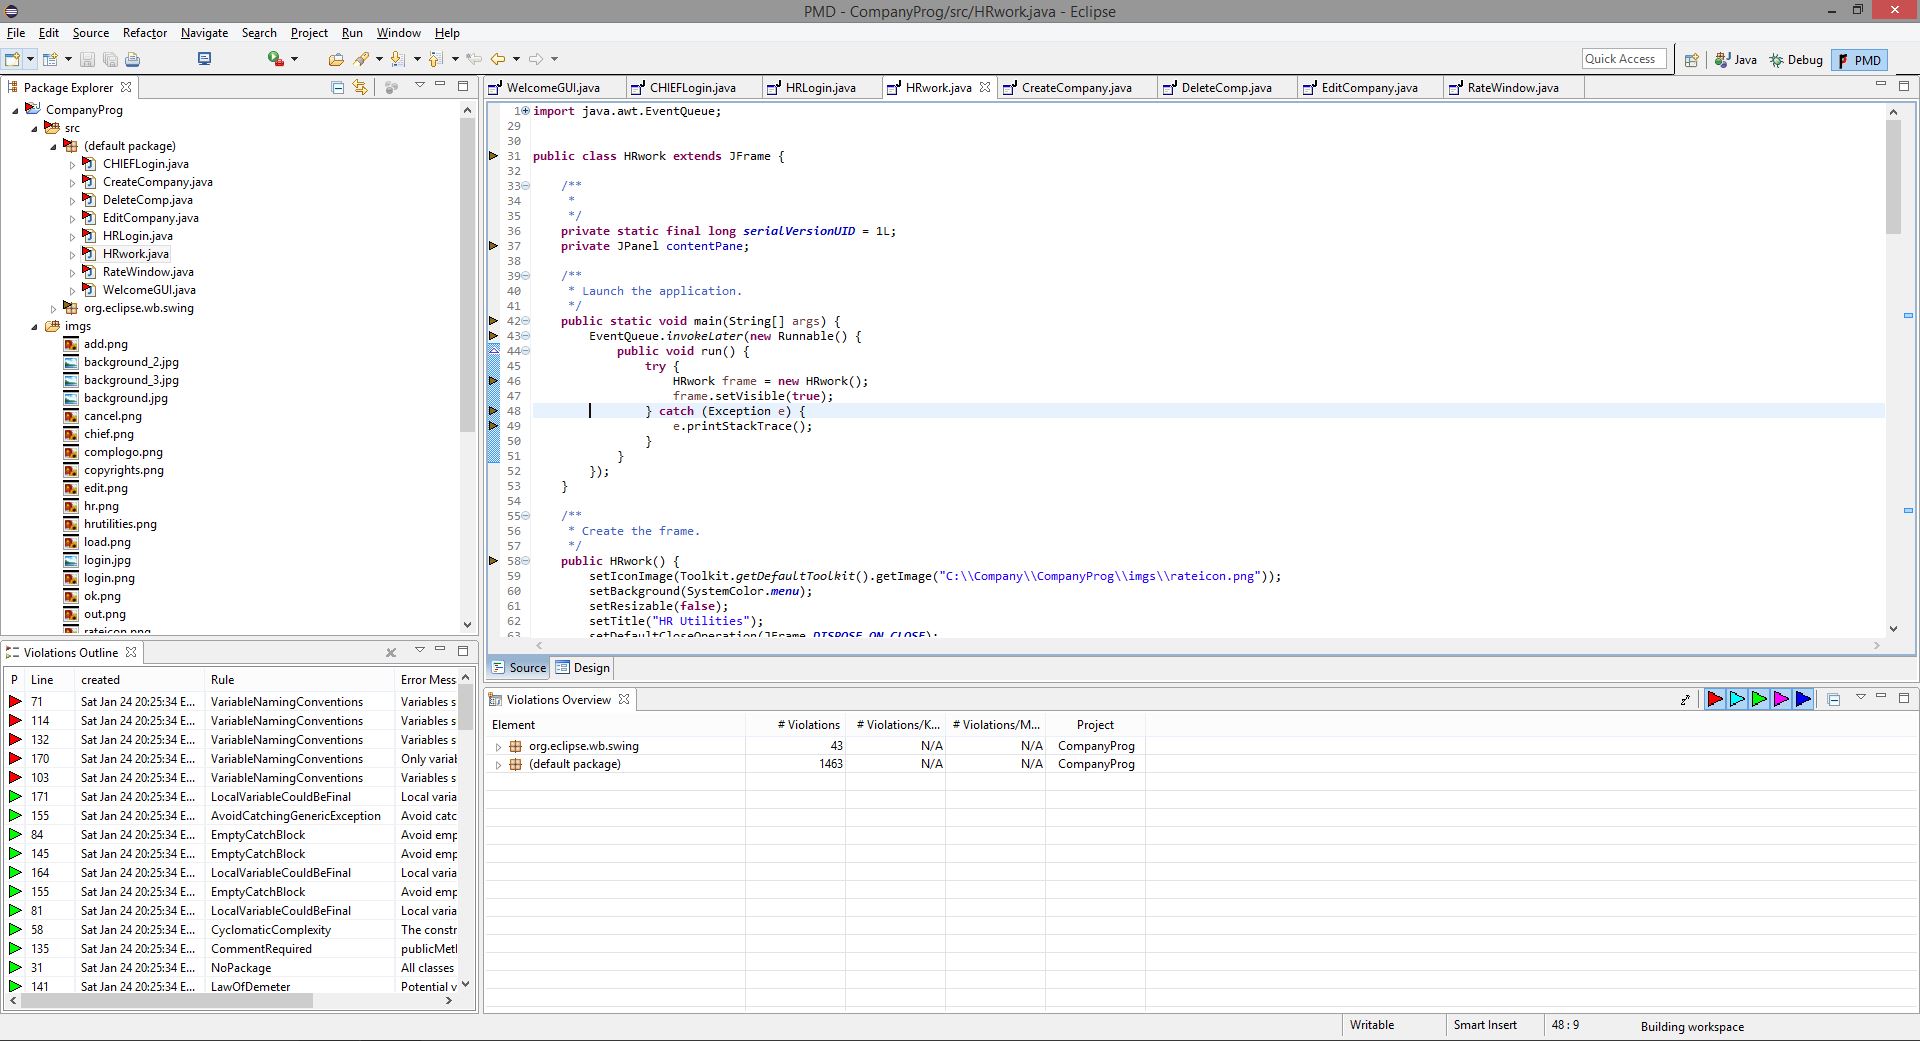 PMD - CompanyProg/src/HRwork.java - Eclipse
File Edit Source Refactor Navigate Search Project Run Window Help
Quick Access
Java
Debug
PMD
Package Explorer
CompanyProg
src
(default package)
CHIEFLogin.java
CreateCompany.java
DeleteComp.java
EditCompany.java
HRLogin.java
HRwork.java
RateWindow.java
WelcomeGUI.java
org.eclipse.wb.swing
imgs
add.png
background_2.jpg
background_3.jpg
background.jpg
cancel.png
chief.png
complogo.png
copyrights.png
edit.png
hr.png
hrutilities.png
load.png
login.jpg
login.png
ok.png
out.png
rateicon.png
WelcomeGUI.java CHIEFLogin.java HRLogin.java HRwork.java CreateCompany.java DeleteComp.java EditCompany.java RateWindow.java
1 import java.awt.EventQueue;
29
30
31 public class HRwork extends JFrame {
32
33 /**
34 *
35 */
36 private static final long serialVersionUID = 1L;
37 private JPanel contentPane;
38
39 /**
40 * Launch the application.
41 */
42 public static void main(String[] args) {
43 EventQueue.invokeLater(new Runnable() {
44 public void run() {
45 try {
46 HRwork frame = new HRwork();
47 frame.setVisible(true);
48 } catch (Exception e) {
49 e.printStackTrace();
50 }
51 }
52 });
53 }
54
55 /**
56 * Create the frame.
57 */
58 public HRwork() {
59 setIconImage(Toolkit.getDefaultToolkit().getImage("C:\\Company\\CompanyProg\\imgs\\rateicon.png"));
60 setBackground(SystemColor.menu);
61 setResizable(false);
62 setTitle("HR Utilities");
63 setDefaultCloseOperation(JFrame.DISPOSE_ON_CLOSE);
Source Design
Violations Outline
P Line created Rule Error Mess
71 Sat Jan 24 20:25:34 E... VariableNamingConventions Variables s
114 Sat Jan 24 20:25:34 E... VariableNamingConventions Variables s
132 Sat Jan 24 20:25:34 E... VariableNamingConventions Variables s
170 Sat Jan 24 20:25:34 E... VariableNamingConventions Only variab
103 Sat Jan 24 20:25:34 E... VariableNamingConventions Variables s
171 Sat Jan 24 20:25:34 E... LocalVariableCouldBeFinal Local varia
155 Sat Jan 24 20:25:34 E... AvoidCatchingGenericException Avoid catc
84 Sat Jan 24 20:25:34 E... EmptyCatchBlock Avoid emp
145 Sat Jan 24 20:25:34 E... EmptyCatchBlock Avoid emp
164 Sat Jan 24 20:25:34 E... LocalVariableCouldBeFinal Local varia
155 Sat Jan 24 20:25:34 E... EmptyCatchBlock Avoid emp
81 Sat Jan 24 20:25:34 E... LocalVariableCouldBeFinal Local varia
58 Sat Jan 24 20:25:34 E... CyclomaticComplexity The constr
135 Sat Jan 24 20:25:34 E... CommentRequired publicMetl
31 Sat Jan 24 20:25:34 E... NoPackage All classes
141 Sat Jan 24 20:25:34 E... LawOfDemeter Potential v
Violations Overview
Element # Violations # Violations/K... # Violations/M... Project
org.eclipse.wb.swing 43 N/A N/A CompanyProg
(default package) 1463 N/A N/A CompanyProg
Writable Smart Insert 48 : 9 Building workspace